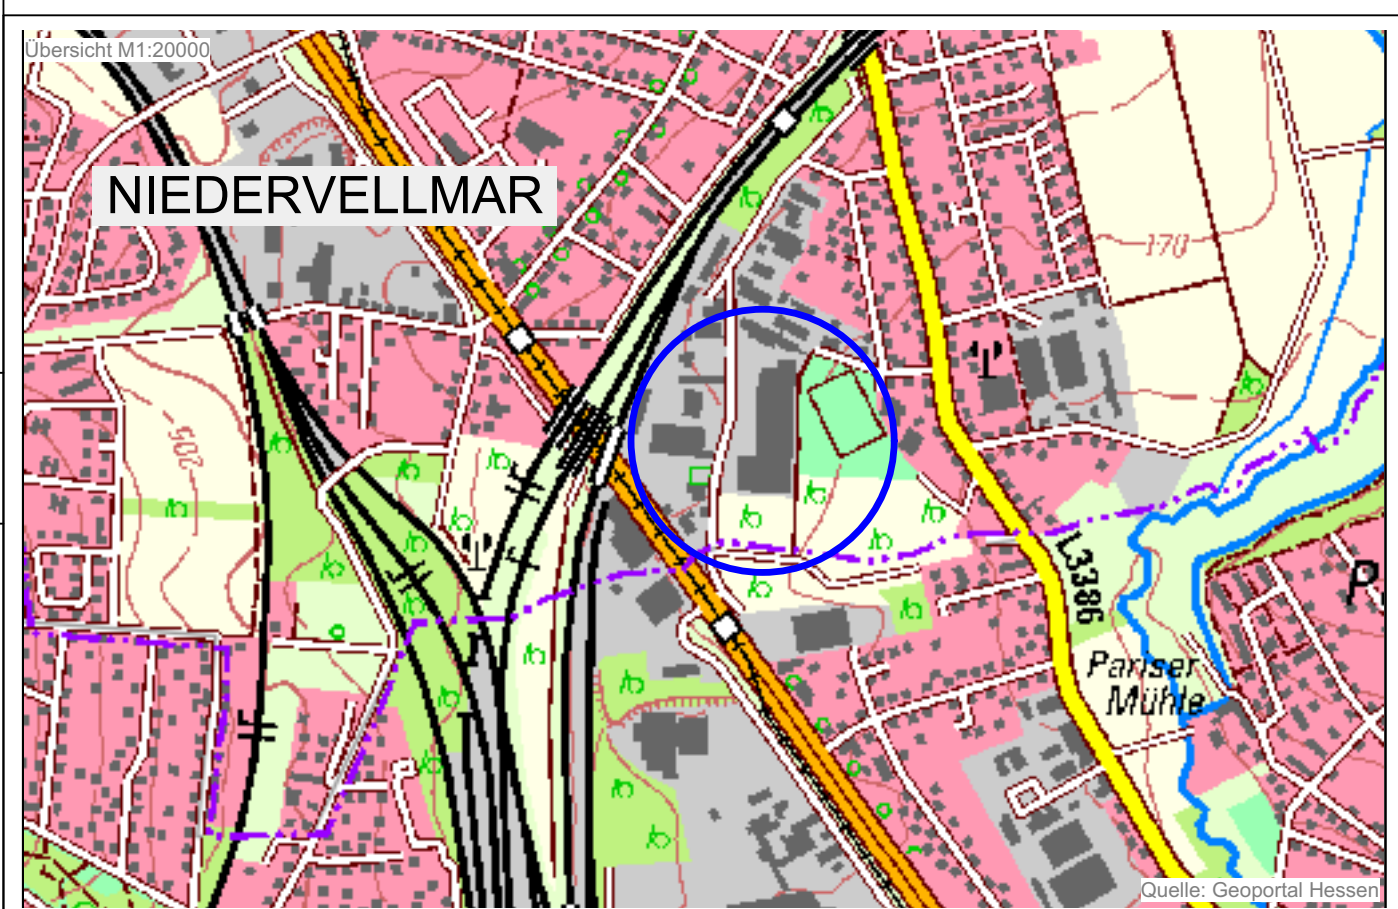 Übersicht M1:20000
NIEDERVELLMAR
170
205
L3386
P
Pariser
Mühle
Quelle: Geoportal Hessen